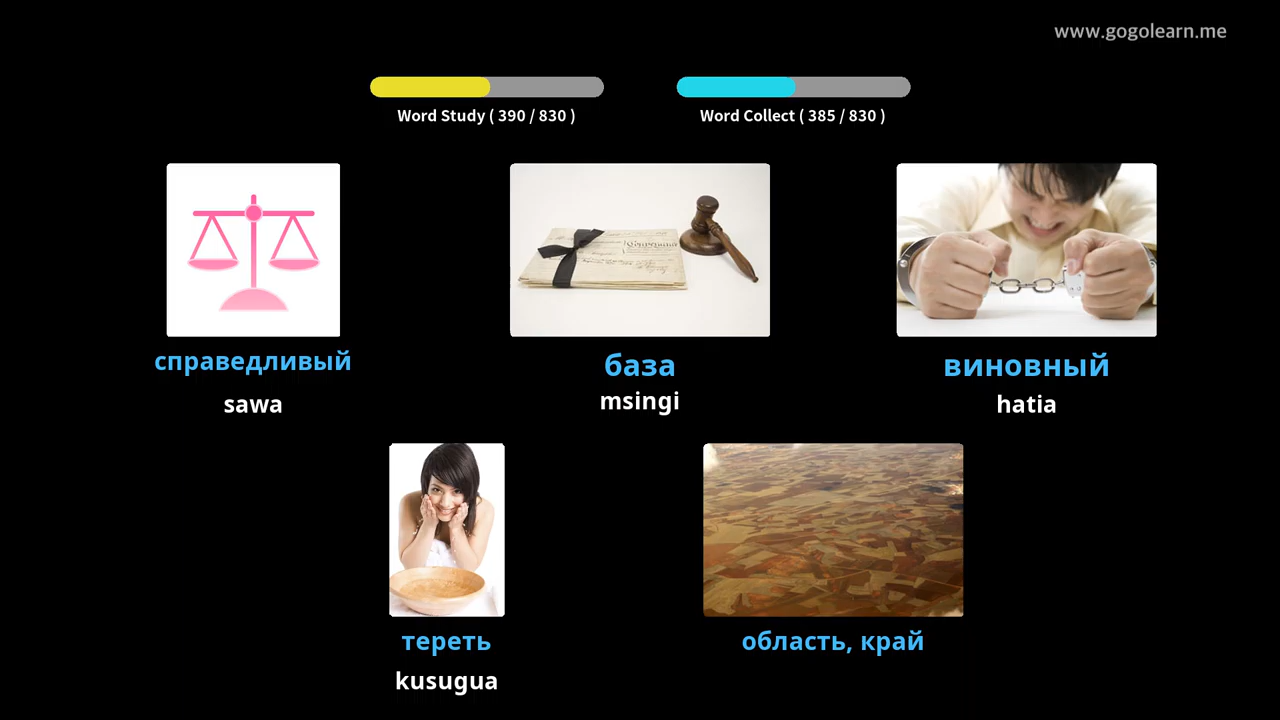 www.gogolearn.me
Word Study ( 390 / 830 )
Word Collect ( 385 / 830 )
справедливый
sawa
база
msingi
виновный
hatia
тереть
kusugua
область, край